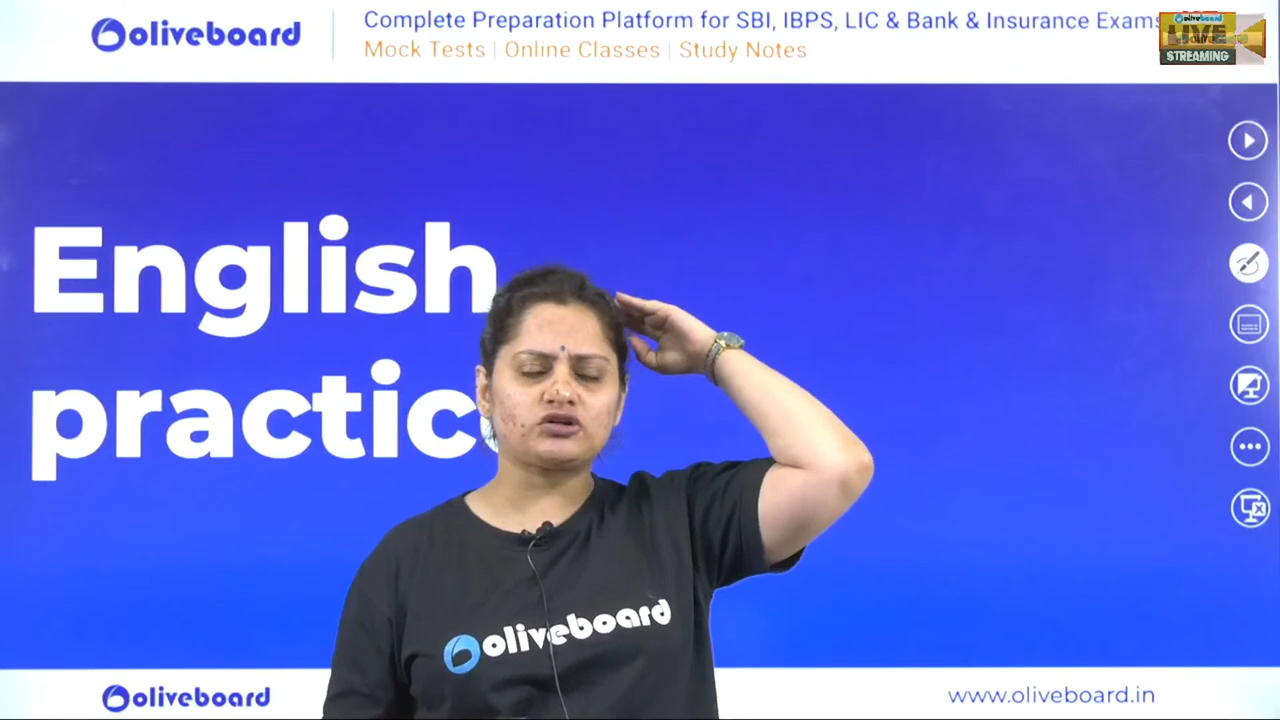 oliveboard
Complete Preparation Platform for SBI, IBPS, LIC & Bank & Insurance Exams
Mock Tests | Online Classes | Study Notes
oliveboard
LIVE
STREAMING
English
practic
oliveboard
oliveboard
www.oliveboard.in